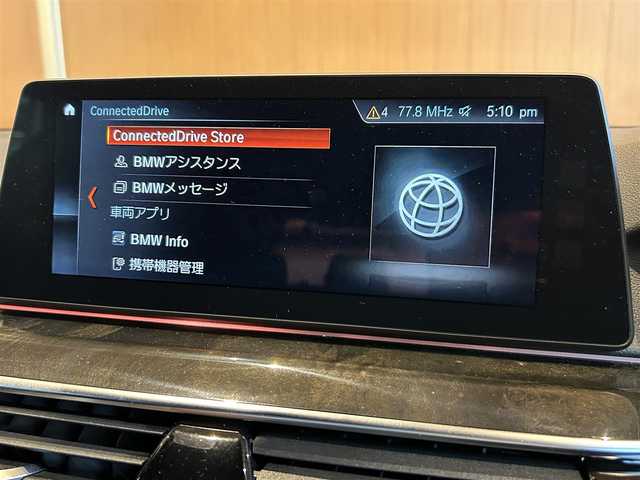 ConnectedDrive
4 77.8 MHz 5:10 pm
ConnectedDrive Store
BMWアシスタンス
BMWメッセージ
車両アプリ
BMW Info
携帯機器管理